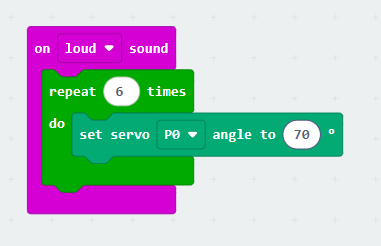 on loud sound
repeat 6 times
do set servo P0 angle to 70 °